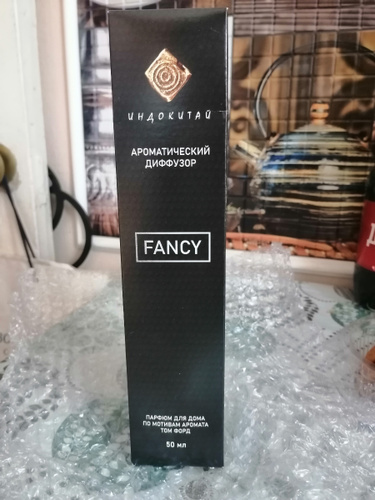 ИНДОКИТАЙ
АРОМАТИЧЕСКИЙ
ДИФФУЗОР
FANCY
ПАРФЮМ ДЛЯ ДОМА
ПО МОТИВАМ АРОМАТА
ТОМ ФОРД
50 мл